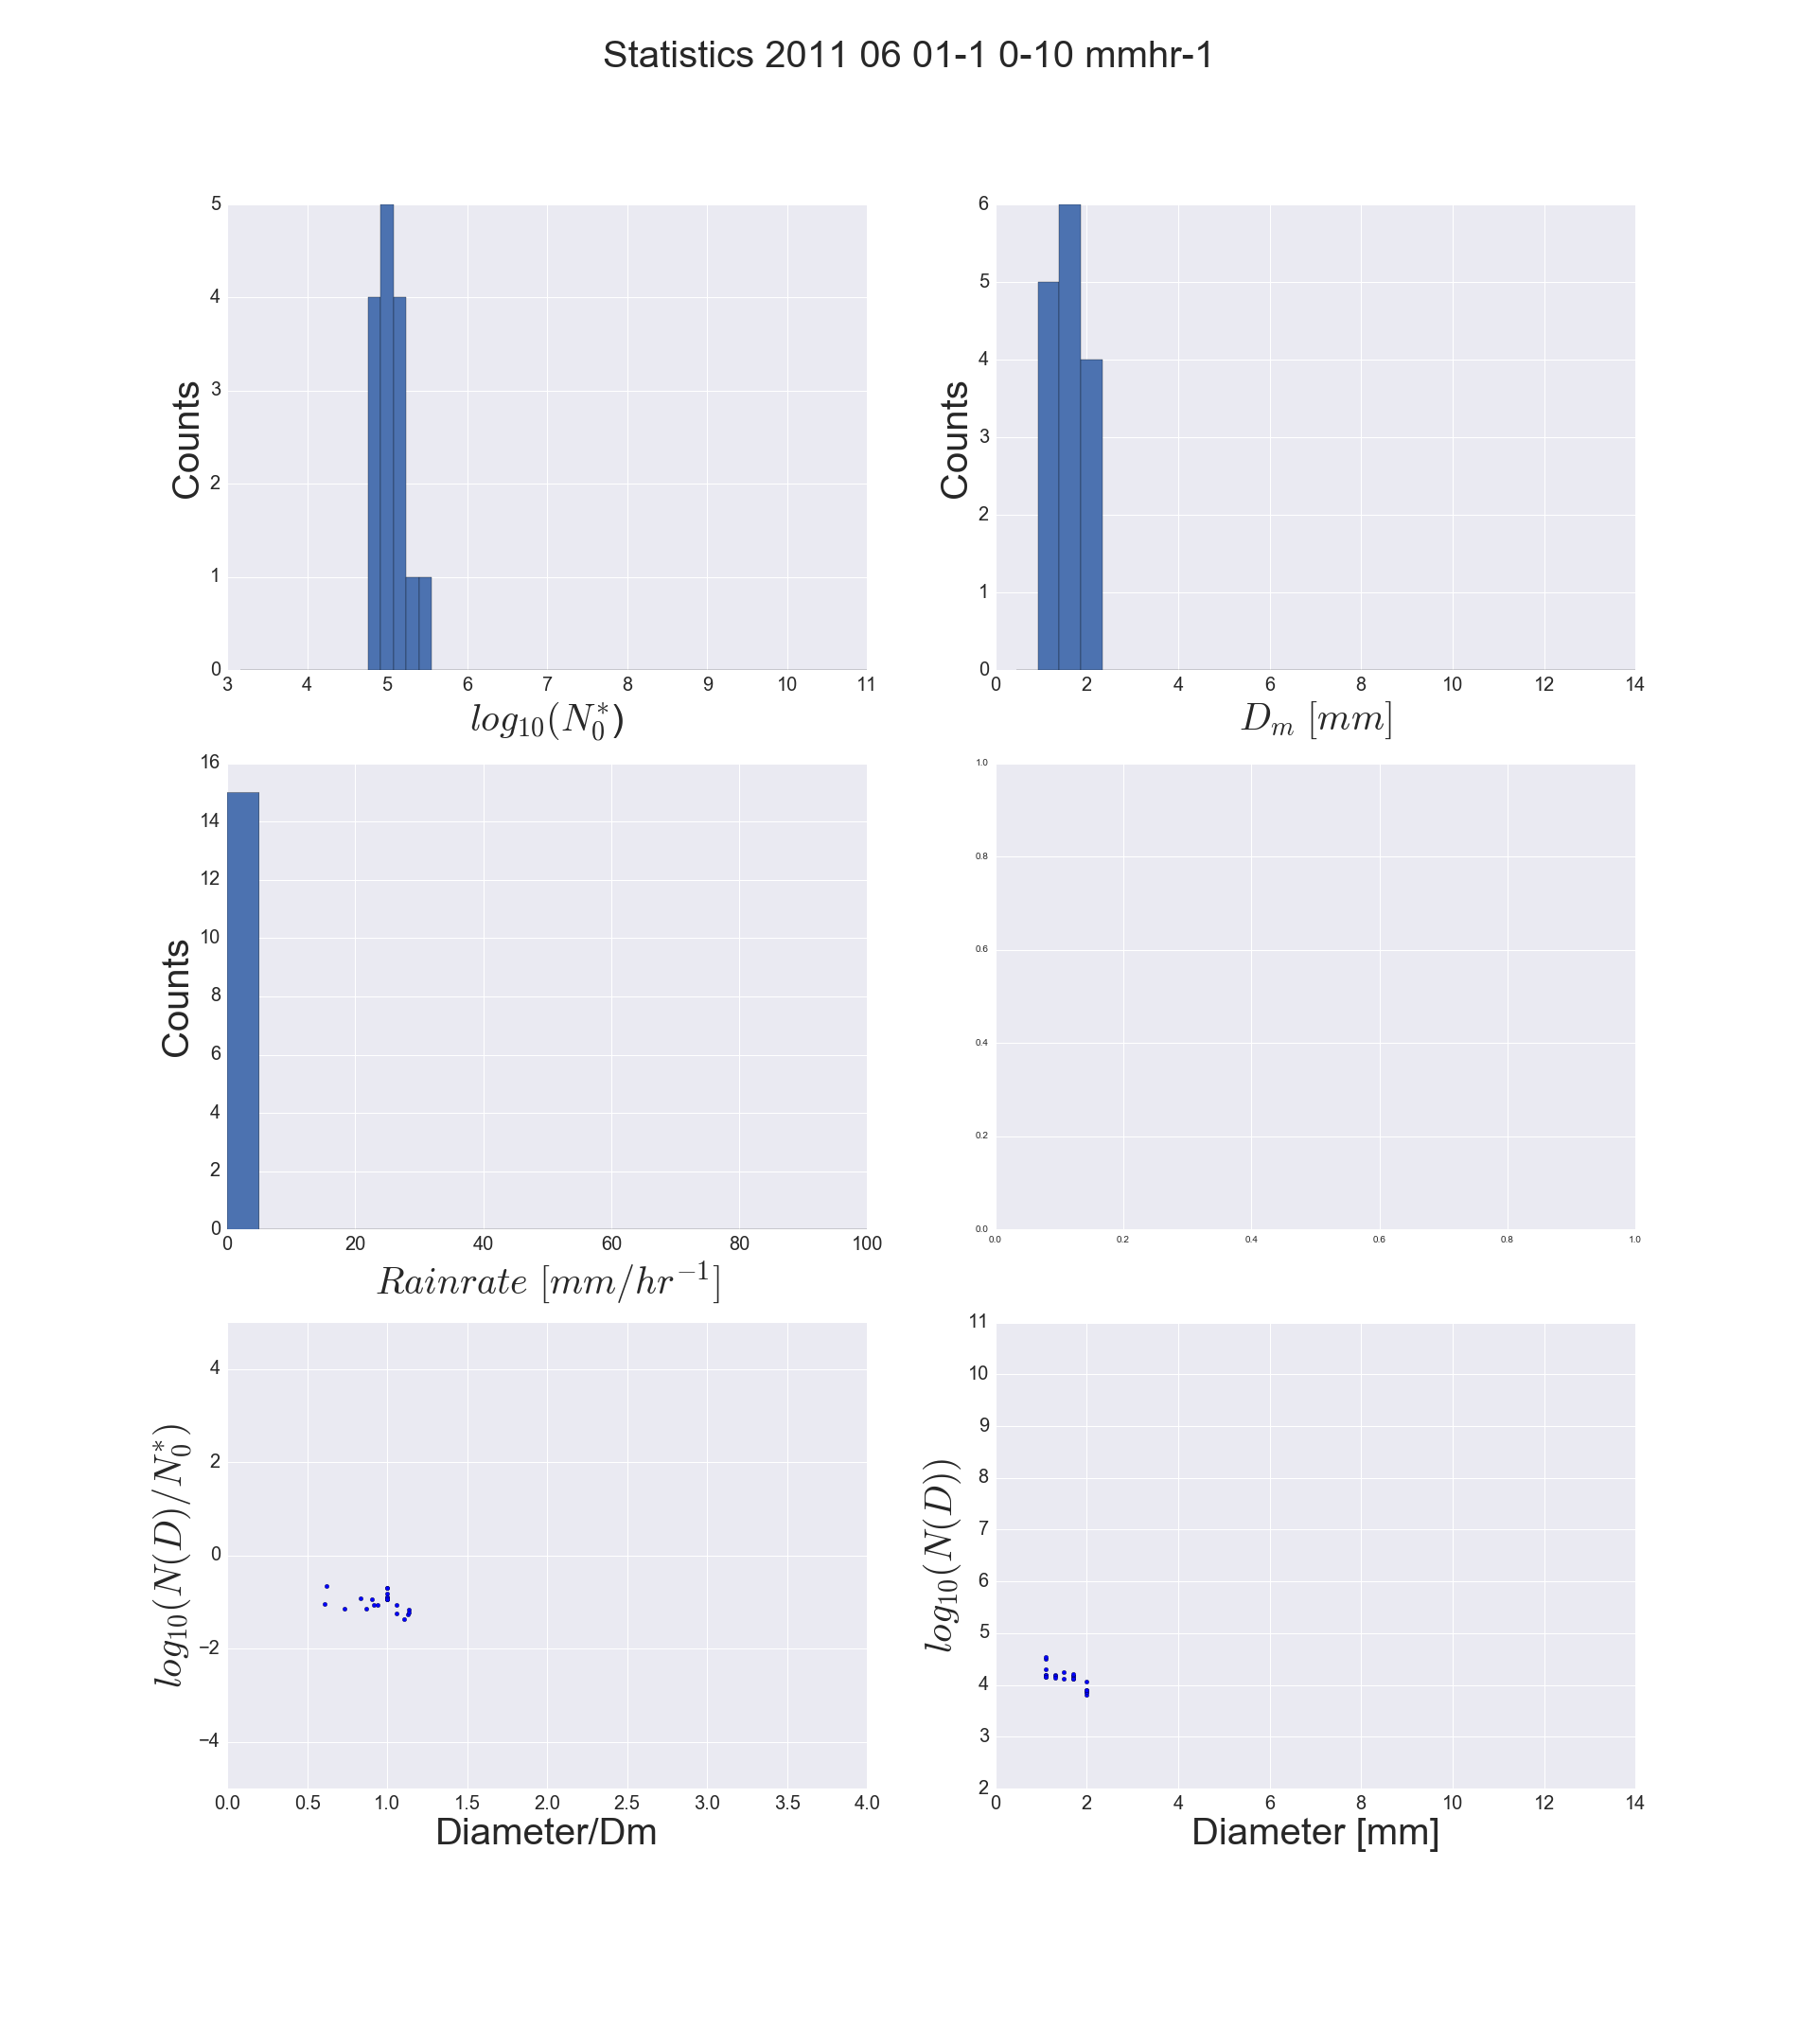 Statistics 2011 06 01-1 0-10 mmhr-1
5
4
3
2
1
0
Counts
3 4 5 6 7 8 9 10 11
log10(N0*)
6
5
4
3
2
1
0
Counts
0 2 4 6 8 10 12 14
Dm [mm]
16
14
12
10
8
6
4
2
0
Counts
0 20 40 60 80 100
Rainrate [mm/hr−1]
1.0
0.8
0.6
0.4
0.2
0.0
0.0 0.2 0.4 0.6 0.8 1.0
4
2
0
−2
−4
log10(N(D)/N0*)
0.0 0.5 1.0 1.5 2.0 2.5 3.0 3.5 4.0
Diameter/Dm
11
10
9
8
7
6
5
4
3
2
log10(N(D))
0 2 4 6 8 10 12 14
Diameter [mm]